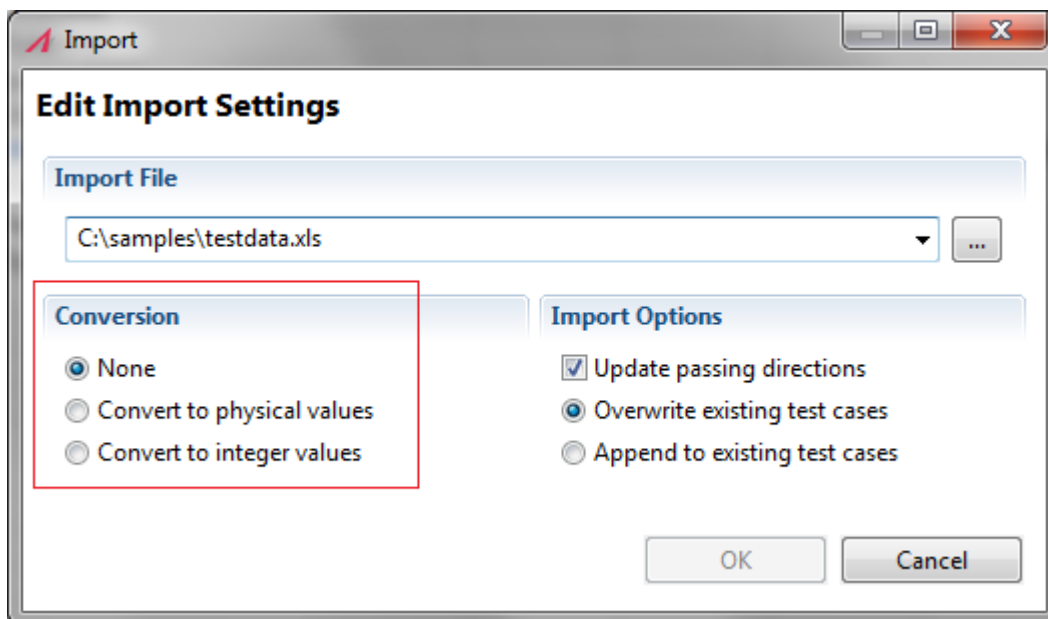 Import
Edit Import Settings
Import File
C:\samples\testdata.xls
...
Conversion
None
Convert to physical values
Convert to integer values
Import Options
Update passing directions
Overwrite existing test cases
Append to existing test cases
OK
Cancel